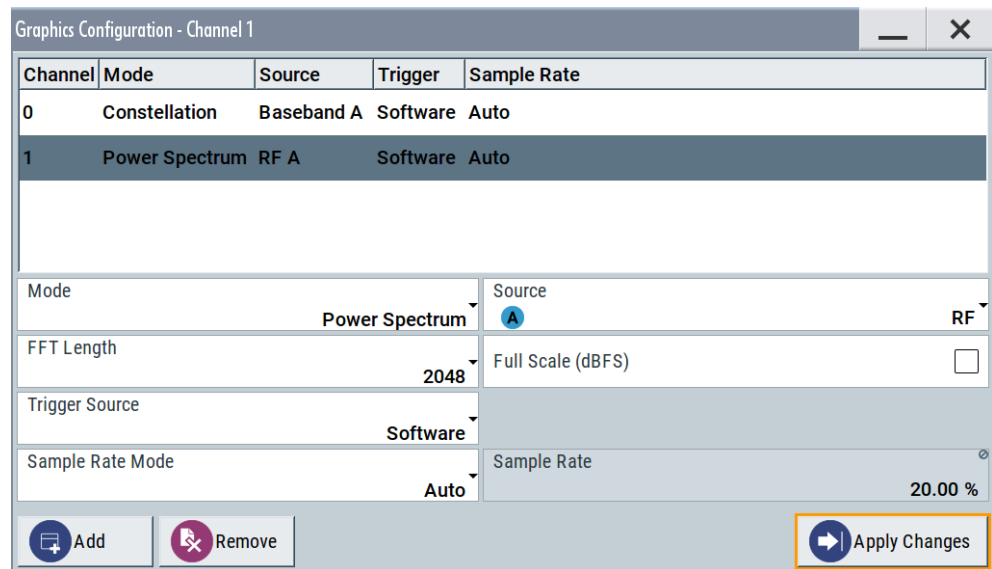 Graphics Configuration - Channel 1
Channel Mode Source Trigger Sample Rate
0 Constellation Baseband A Software Auto
1 Power Spectrum RF A Software Auto
Mode
Power Spectrum
Source
A RF
FFT Length
2048
Full Scale (dBFS)
Trigger Source
Software
Sample Rate Mode
Auto
Sample Rate
20.00 %
Add
Remove
Apply Changes